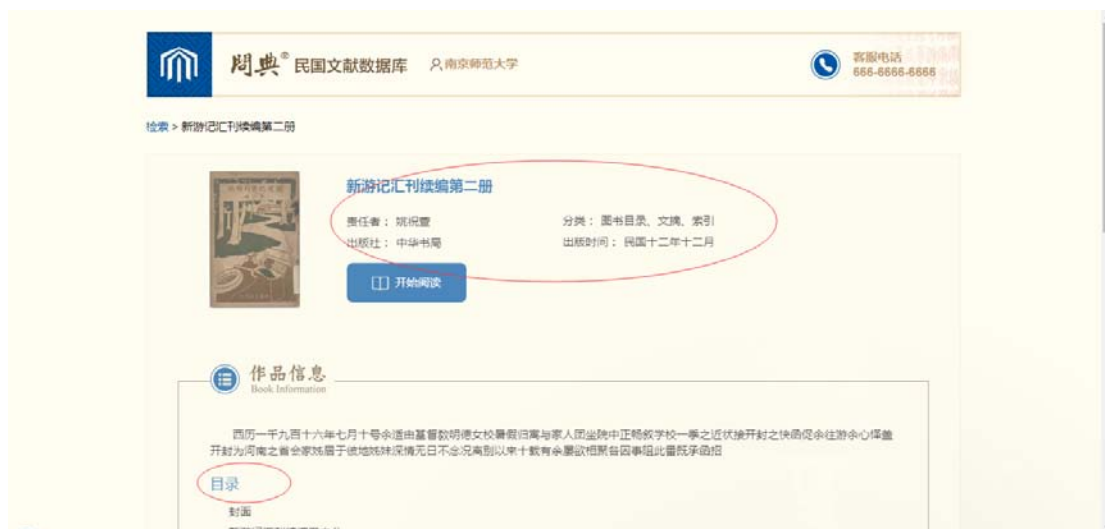 問典® 民国文献数据库 南京师范大学
客服电话
666-6666-6666
检索 > 新游记汇刊续编第二册
新游记汇刊续编第二册
责任者： 姚祝萱 分类： 图书目录、文摘、索引
出版社： 中华书局 出版时间： 民国十二年十二月
开始阅读
作品信息
Book Information
西历一千九百十六年七月十号余适由基督教明德女校暑假归寓与家人团坐院中正畅叙学校一季之近状接开封之快函促余往游余心怿盖
开封为河南之首会家姊居于彼地姊妹深情无日不念况离别以来十载有余屡欲相聚皆因事阻此番既承函招
目录
封面